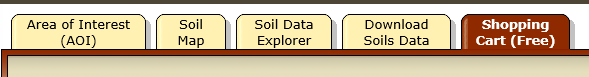 Area of Interest
(AOI)
Soil
Map
Soil Data
Explorer
Download
Soils Data
Shopping
Cart (Free)